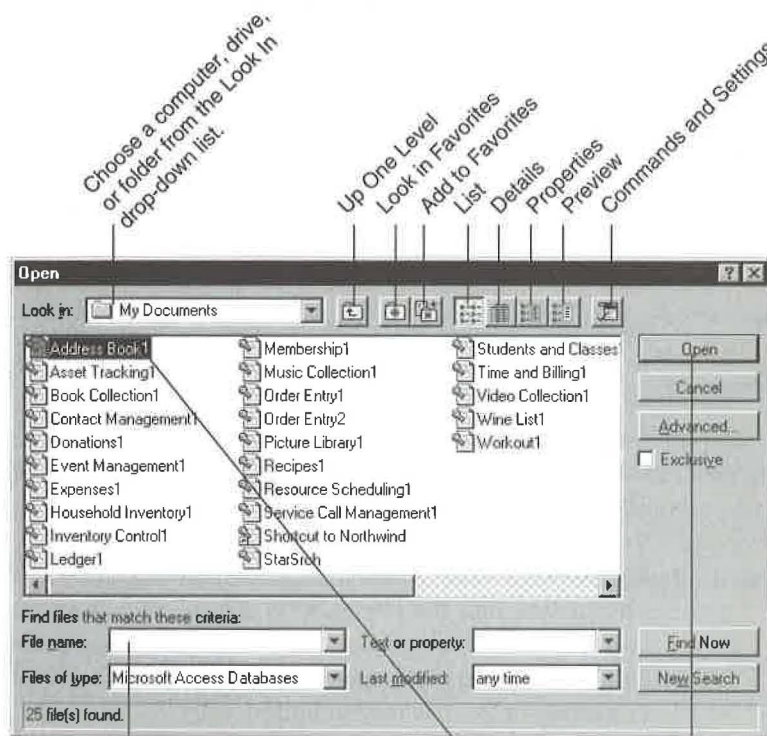 Choose a computer, drive,
or folder from the Look In
drop-down list.
Up One Level
Look in Favorites
Add to Favorites
List
Details
Properties
Preview
Commands and Settings
Open
Look in: My Documents
Address Book1
Asset Tracking1
Book Collection1
Contact Management1
Donations1
Event Management1
Expenses1
Household Inventory1
Inventory Control1
Ledger1
Membership1
Music Collection1
Order Entry1
Order Entry2
Picture Library1
Recipes1
Resource Scheduling1
Service Call Management1
Shortcut to Northwind
StarSrch
Students and Classes
Time and Billing1
Video Collection1
Wine List1
Workout1
Open
Cancel
Advanced...
Exclusive
Find files that match these criteria:
File name:
Text or property:
Find Now
Files of type: Microsoft Access Databases
Last modified: any time
New Search
25 file(s) found.